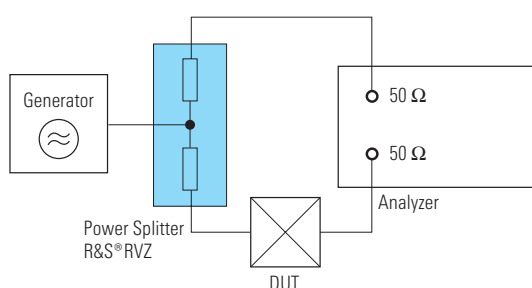 Generator
50 Ω
50 Ω
Analyzer
Power Splitter
R&S®RVZ
DUT